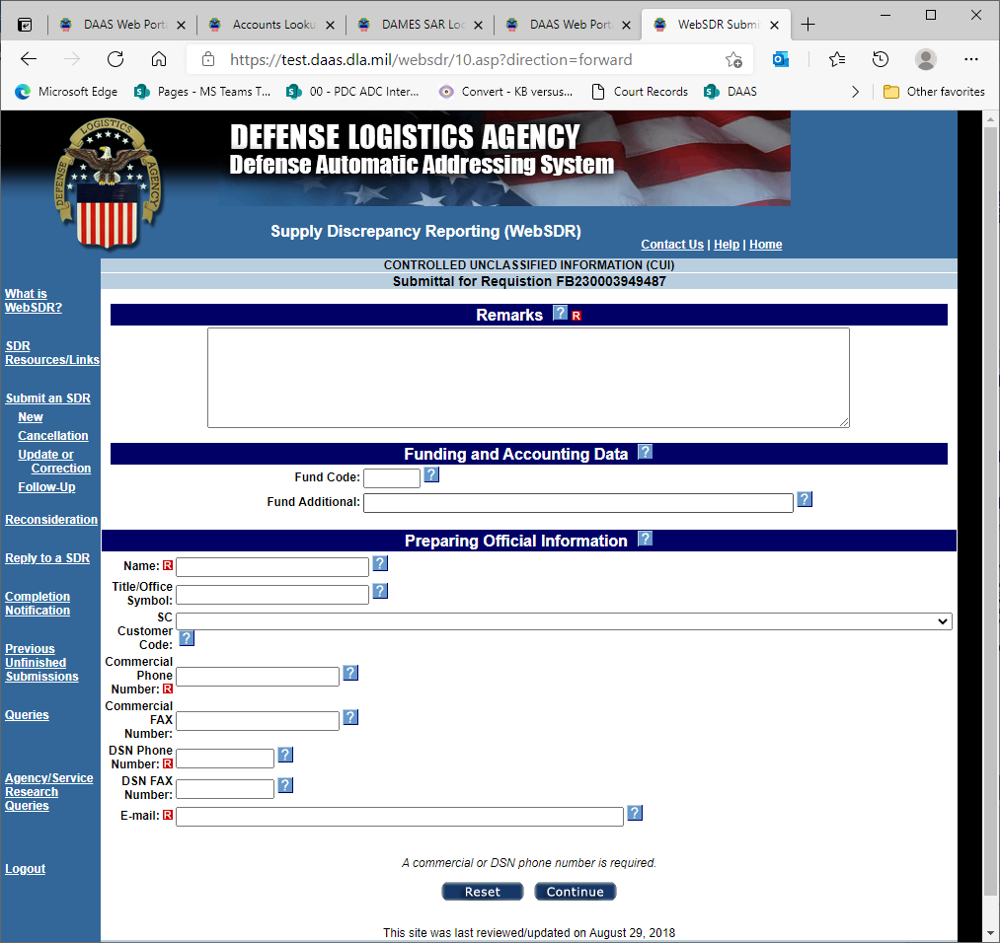 DAAS Web Port
Accounts Looku
DAMES SAR Loc
DAAS Web Port
WebSDR Submi
https://test.daas.dla.mil/websdr/10.asp?direction=forward
Microsoft Edge
Pages - MS Teams T...
00 - PDC ADC Inter...
Convert - KB versus...
Court Records
DAAS
Other favorites
LOGISTICS
DEFENSE
AGENCY
DEFENSE LOGISTICS AGENCY
Defense Automatic Addressing System
Supply Discrepancy Reporting (WebSDR)
Contact Us | Help | Home
CONTROLLED UNCLASSIFIED INFORMATION (CUI)
Submittal for Requistion FB230003949487
What is
WebSDR?
SDR
Resources/Links
Submit an SDR
New
Cancellation
Update or
Correction
Follow-Up
Reconsideration
Reply to a SDR
Completion
Notification
Previous
Unfinished
Submissions
Queries
Agency/Service
Research
Queries
Logout
Remarks ? R
Funding and Accounting Data ?
Fund Code: ?
Fund Additional: ?
Preparing Official Information ?
Name: R ?
Title/Office
Symbol: ?
SC
Customer
Code: ?
Commercial
Phone
Number: R ?
Commercial
FAX
Number: ?
DSN Phone
Number: R ?
DSN FAX
Number: ?
E-mail: R ?
A commercial or DSN phone number is required.
Reset Continue
This site was last reviewed/updated on August 29, 2018